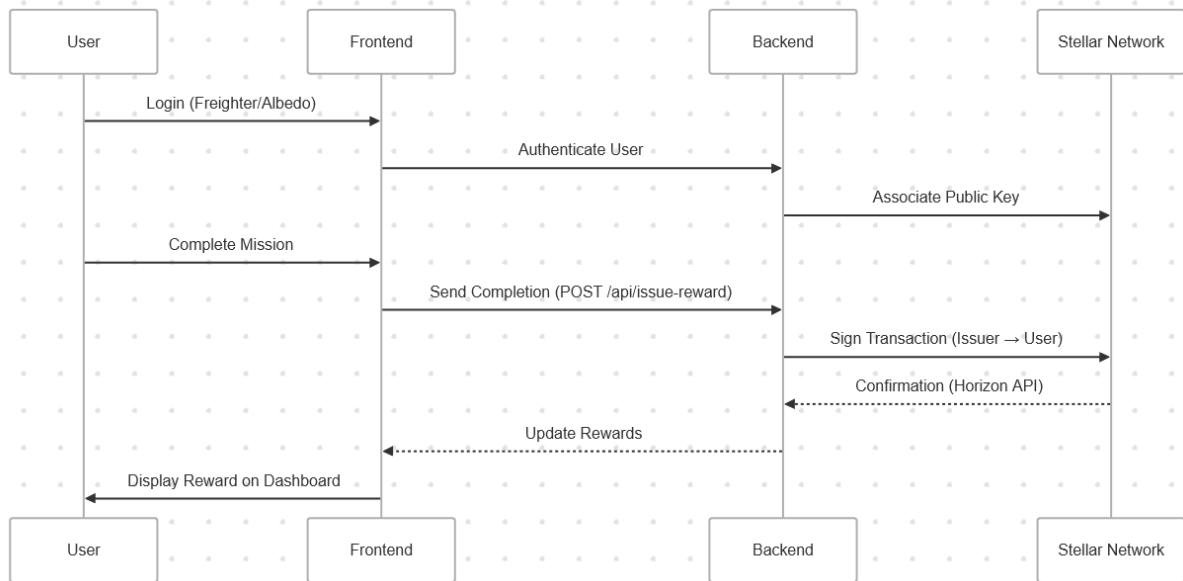 User
Frontend
Backend
Stellar Network
Login (Freighter/Albedo)
Authenticate User
Associate Public Key
Complete Mission
Send Completion (POST /api/issue-reward)
Sign Transaction (Issuer → User)
Confirmation (Horizon API)
Update Rewards
Display Reward on Dashboard
User
Frontend
Backend
Stellar Network